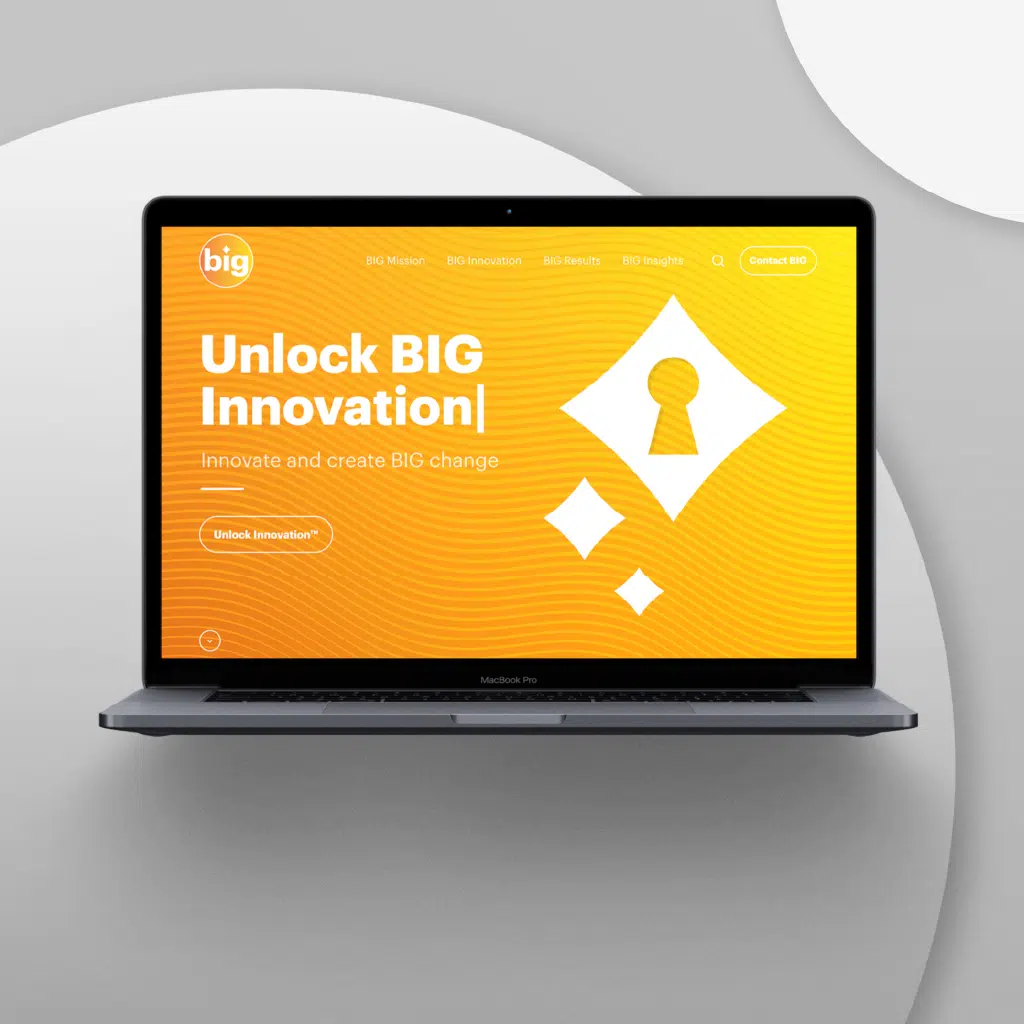 big
BIG Mission BIG Innovation BIG Results BIG Insights Contact BIG
Unlock BIG
Innovation|
Innovate and create BIG change
Unlock Innovation™
MacBook Pro